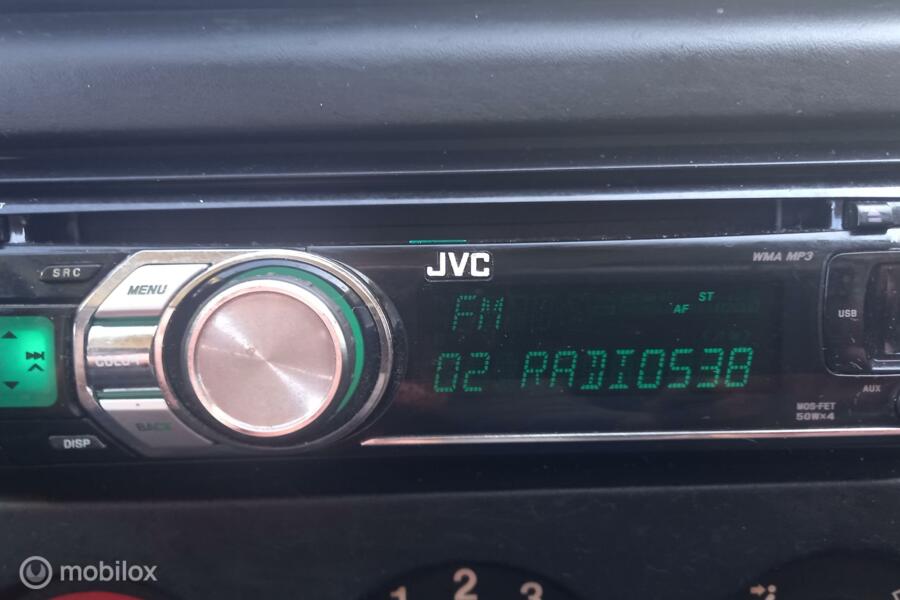 JVC
WMA MP3
SRC
MENU
USB
FM
AF
ST
COLOR
02 RADIO538
AUX
MOS-FET
50W×4
BACK
DISP
mobilox
1 2 3